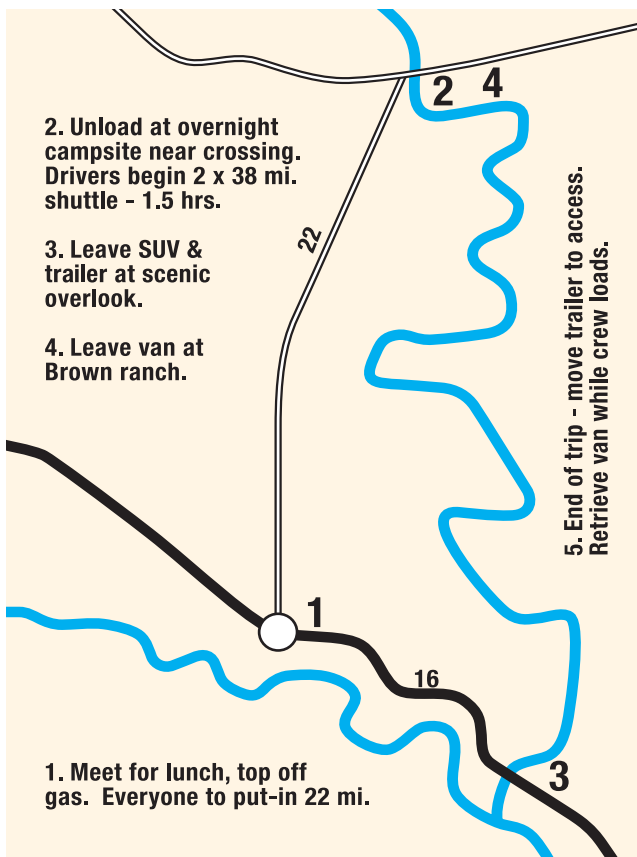 2 4
2. Unload at overnight
campsite near crossing.
Drivers begin 2 x 38 mi.
shuttle - 1.5 hrs.
3. Leave SUV &
trailer at scenic
overlook.
4. Leave van at
Brown ranch.
22
5. End of trip - move trailer to access.
Retrieve van while crew loads.
1
16
3
1. Meet for lunch, top off
gas.  Everyone to put-in 22 mi.